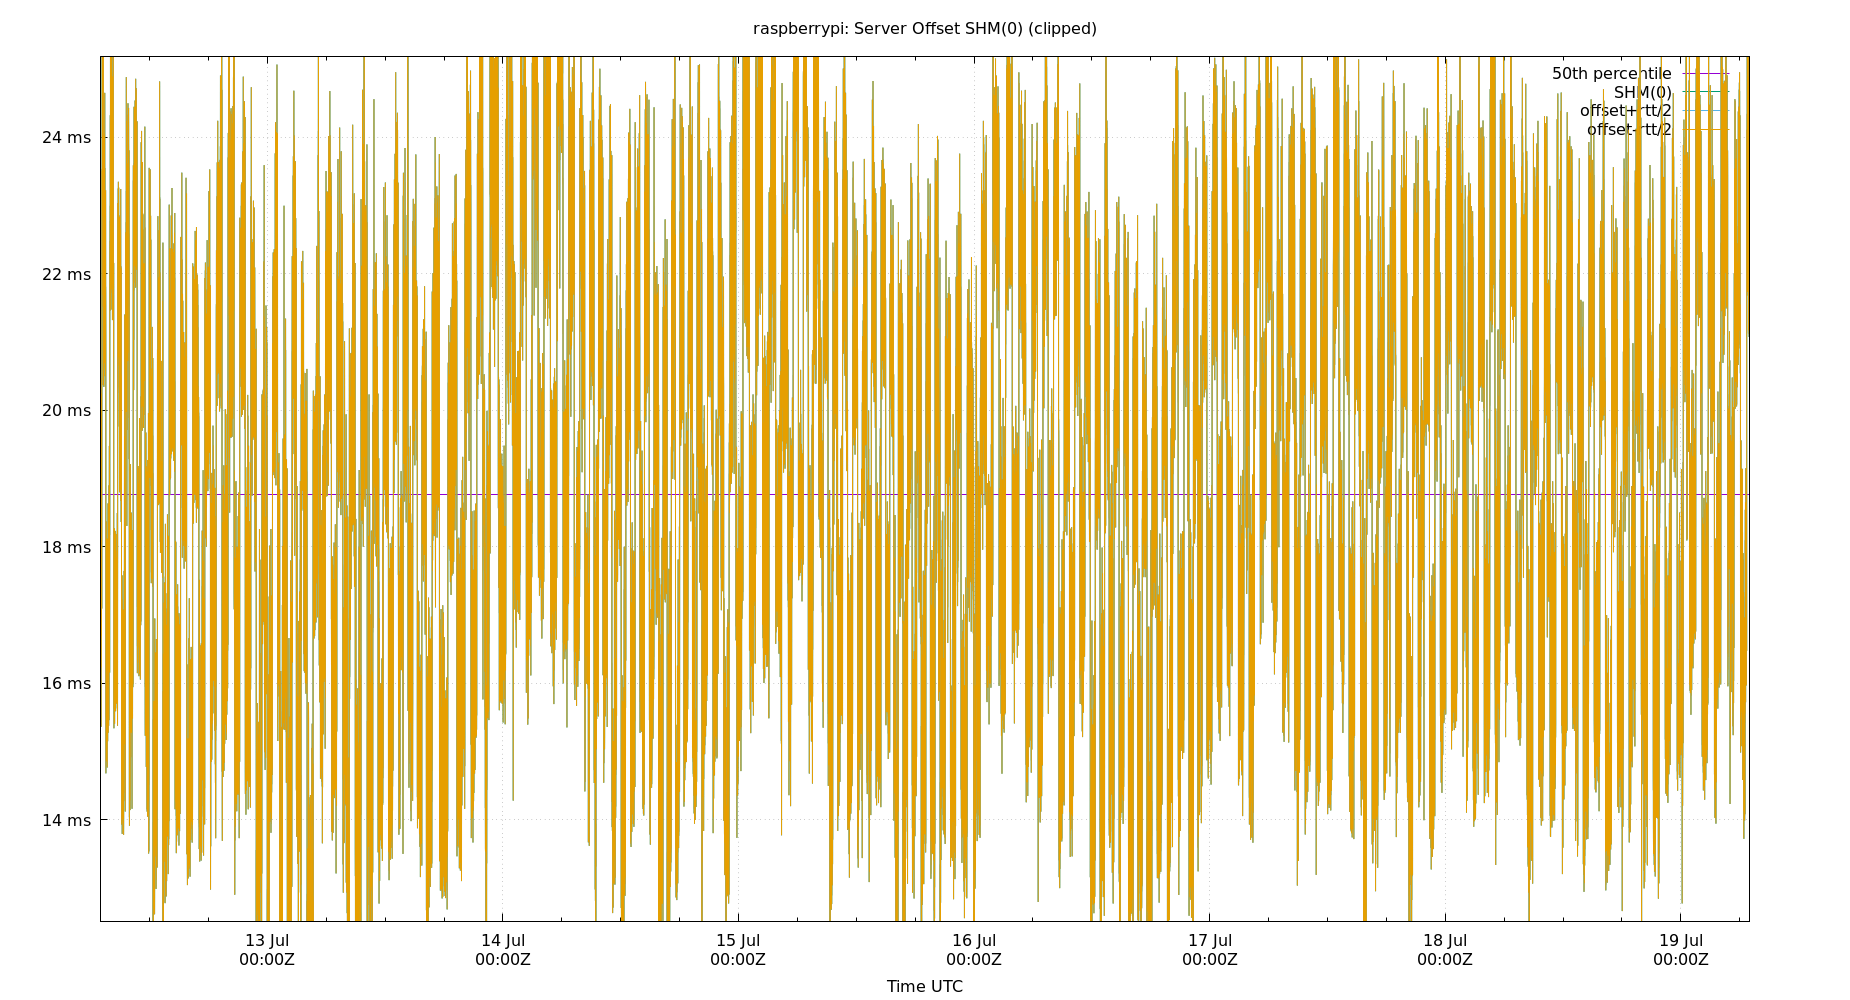 raspberrypi: Server Offset SHM(0) (clipped)
50th percentile
SHM(0)
offset+rtt/2
offset-rtt/2
24 ms
22 ms
20 ms
18 ms
16 ms
14 ms
13 Jul 14 Jul 15 Jul 16 Jul 17 Jul 18 Jul 19 Jul
00:00Z 00:00Z 00:00Z 00:00Z 00:00Z 00:00Z 00:00Z
Time UTC